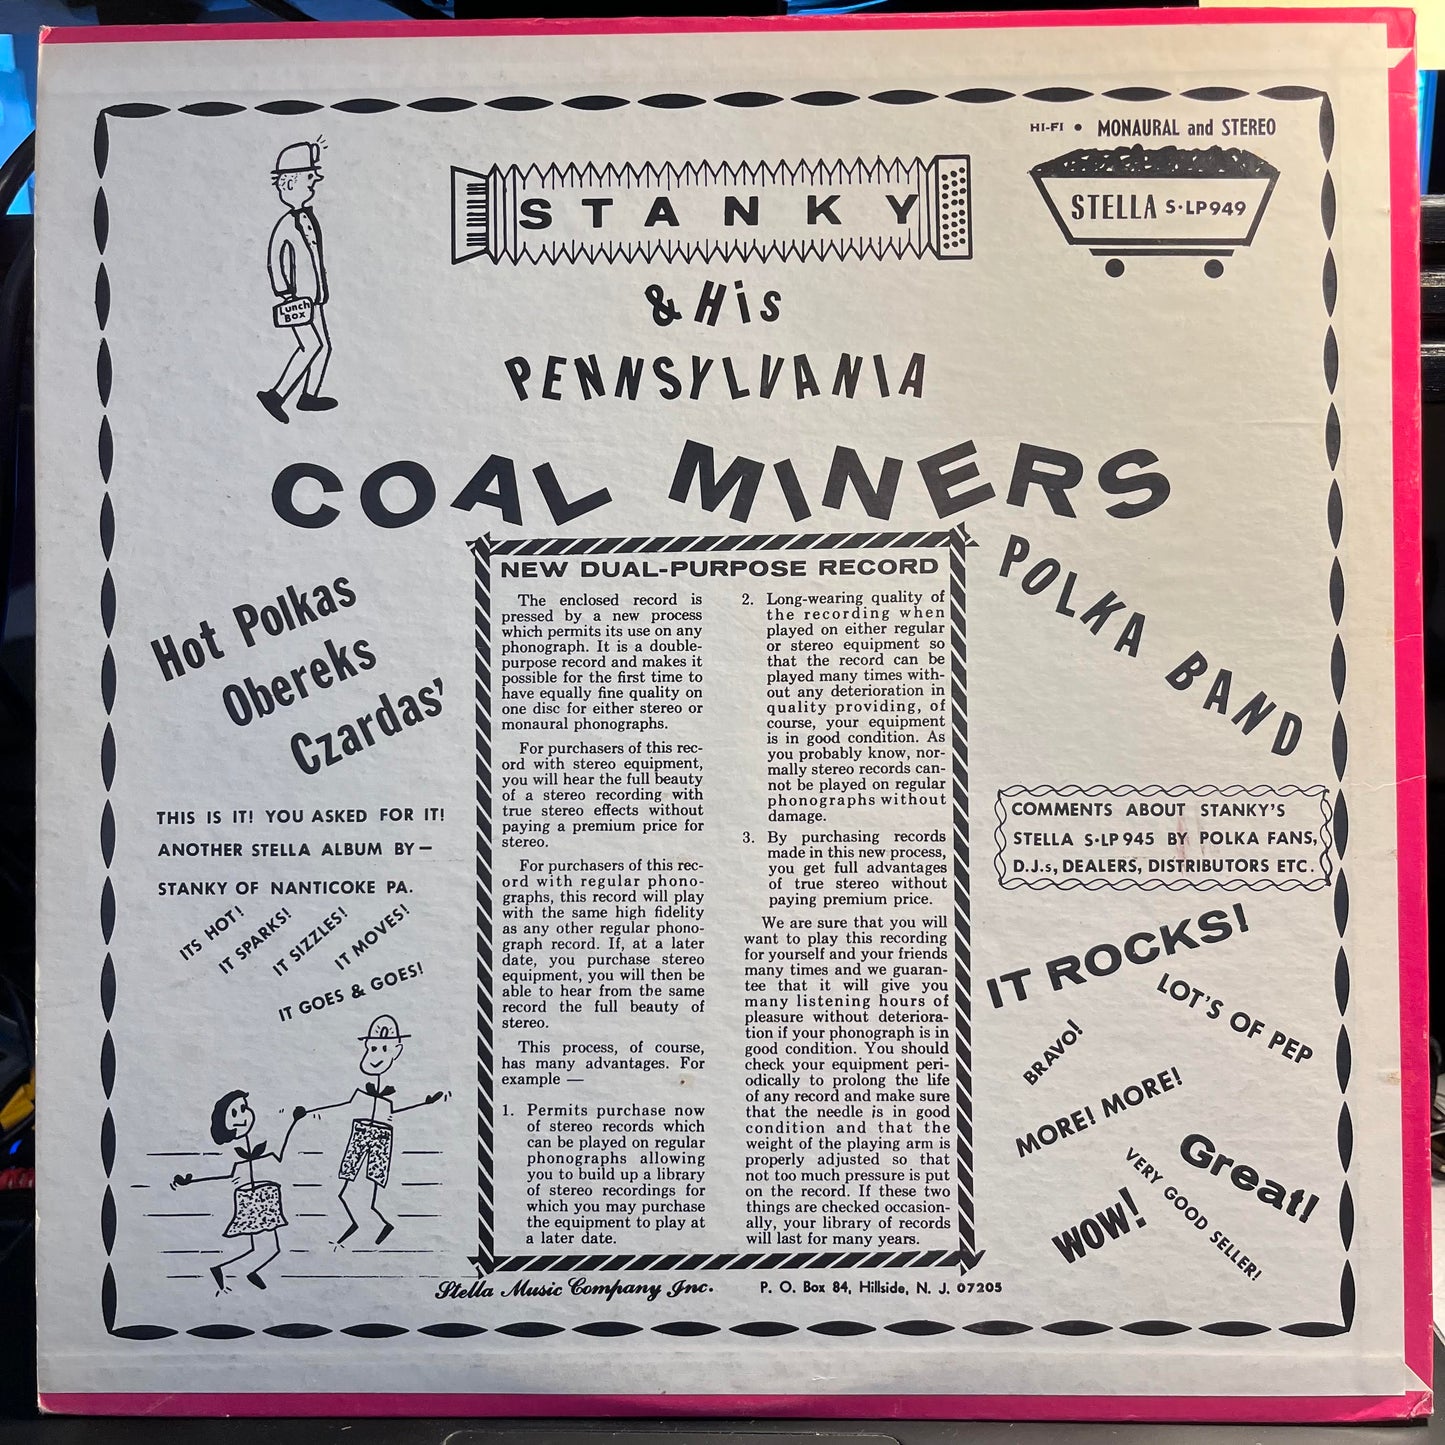 HI-FI • MONAURAL and STEREO
STELLA S•LP949
STANKY
& His
PENNSYLVANIA
COAL MINERS
POLKA BAND
Lunch
Box
Hot Polkas
Obereks
Czardas'
THIS IS IT! YOU ASKED FOR IT!
ANOTHER STELLA ALBUM BY —
STANKY OF NANTICOKE PA.
ITS HOT!
IT SPARKS!
IT SIZZLES!
IT MOVES!
IT GOES & GOES!
NEW DUAL-PURPOSE RECORD
The enclosed record is
pressed by a new process
which permits its use on any
phonograph. It is a double-
purpose record and makes it
possible for the first time to
have equally fine quality on
one disc for either stereo or
monaural phonographs.
For purchasers of this rec-
ord with stereo equipment,
you will hear the full beauty
of a stereo recording with
true stereo effects without
paying a premium price for
stereo.
For purchasers of this rec-
ord with regular phono-
graphs, this record will play
with the same high fidelity
as any other regular phono-
graph record. If, at a later
date, you purchase stereo
equipment, you will then be
able to hear from the same
record the full beauty of
stereo.
This process, of course,
has many advantages. For
example —
1. Permits purchase now
of stereo records which
can be played on regular
phonographs allowing
you to build up a library
of stereo recordings for
which you may purchase
the equipment to play at
a later date.
2. Long-wearing quality of
the recording when
played on either regular
or stereo equipment so
that the record can be
played many times with-
out any deterioration in
quality providing, of
course, your equipment
is in good condition. As
you probably know, nor-
mally stereo records can-
not be played on regular
phonographs without
damage.
3. By purchasing records
made in this new process,
you get full advantages
of true stereo without
paying premium price.
We are sure that you will
want to play this recording
for yourself and your friends
many times and we guaran-
tee that it will give you
many listening hours of
pleasure without deteriora-
tion if your phonograph is in
good condition. You should
check your equipment peri-
odically to prolong the life
of any record and make sure
that the needle is in good
condition and that the
weight of the playing arm is
properly adjusted so that
not too much pressure is put
on the record. If these two
things are checked occasion-
ally, your library of records
will last for many years.
COMMENTS ABOUT STANKY'S
STELLA S•LP 945 BY POLKA FANS,
D.J.s, DEALERS, DISTRIBUTORS ETC.
IT ROCKS!
LOT'S OF PEP
BRAVO!
MORE! MORE!
Great!
VERY GOOD SELLER!
WOW!
Stella Music Company Inc. P. O. Box 84, Hillside, N. J. 07205